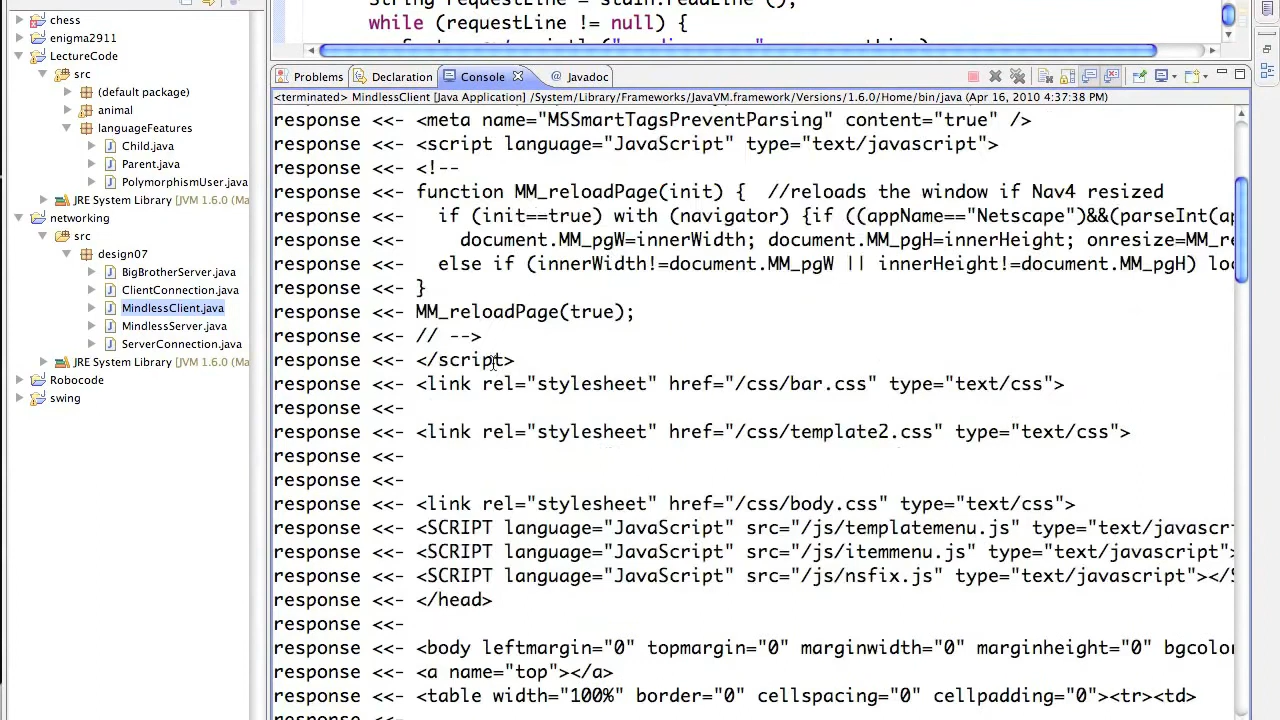 chess
enigma2911
LectureCode
src
(default package)
animal
languageFeatures
Child.java
Parent.java
PolymorphismUser.java
JRE System Library [JVM 1.6.0 (Ma
networking
src
design07
BigBrotherServer.java
ClientConnection.java
MindlessClient.java
MindlessServer.java
ServerConnection.java
JRE System Library [JVM 1.6.0 (Ma
Robocode
swing
String requestLine = stdin.readLine ();
while (requestLine != null) {
Problems Declaration Console @ Javadoc
<terminated> MindlessClient [Java Application] /System/Library/Frameworks/JavaVM.framework/Versions/1.6.0/Home/bin/java (Apr 16, 2010 4:37:38 PM)
response <<- <meta name="MSSmartTagsPreventParsing" content="true" />
response <<- <script language="JavaScript" type="text/javascript">
response <<- <!--
response <<- function MM_reloadPage(init) {  //reloads the window if Nav4 resized
response <<-   if (init==true) with (navigator) {if ((appName=="Netscape")&&(parseInt(ap
response <<-     document.MM_pgW=innerWidth; document.MM_pgH=innerHeight; onresize=MM_re
response <<-   else if (innerWidth!=document.MM_pgW || innerHeight!=document.MM_pgH) loc
response <<- }
response <<- MM_reloadPage(true);
response <<- // -->
response <<- </script>
response <<- <link rel="stylesheet" href="/css/bar.css" type="text/css">
response <<-
response <<- <link rel="stylesheet" href="/css/template2.css" type="text/css">
response <<-
response <<-
response <<- <link rel="stylesheet" href="/css/body.css" type="text/css">
response <<- <SCRIPT language="JavaScript" src="/js/templatemenu.js" type="text/javascri
response <<- <SCRIPT language="JavaScript" src="/js/itemmenu.js" type="text/javascript">
response <<- <SCRIPT language="JavaScript" src="/js/nsfix.js" type="text/javascript"></S
response <<- </head>
response <<-
response <<- <body leftmargin="0" topmargin="0" marginwidth="0" marginheight="0" bgcolor
response <<- <a name="top"></a>
response <<- <table width="100%" border="0" cellspacing="0" cellpadding="0"><tr><td>
response <<-